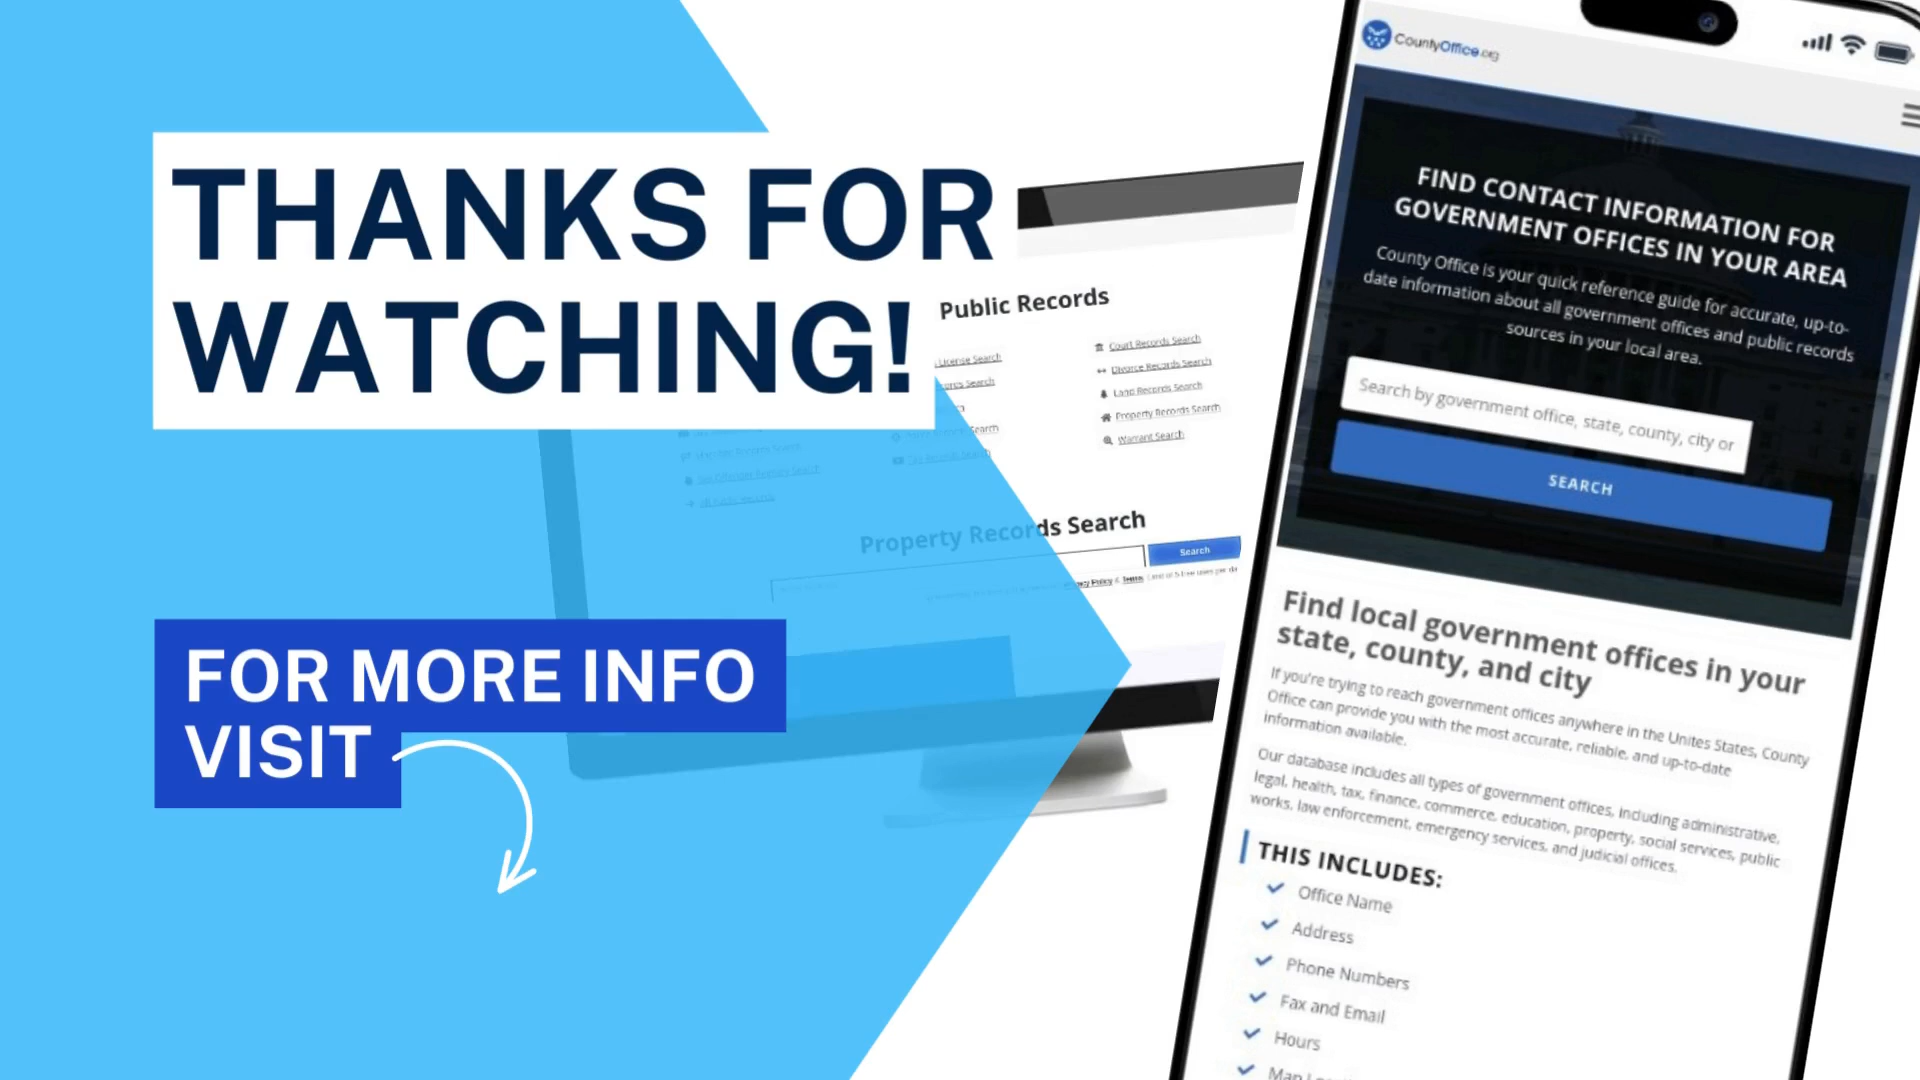 THANKS FOR
WATCHING!
FOR MORE INFO
VISIT
Public Records
License Search
Search
Search
Court Records Search
Divorce Records Search
Land Records Search
Property Records Search
Warrant Search
Property Records Search
Search
Policy & Terms
CountyOffice.org
FIND CONTACT INFORMATION FOR
GOVERNMENT OFFICES IN YOUR AREA
County Office is your quick reference guide for accurate, up-to-
date information about all government offices and public records
sources in your local area.
Search by government office, state, county, city or
SEARCH
Find local government offices in your
state, county, and city
If you're trying to reach government offices anywhere in the Unites States, County
Office can provide you with the most accurate, reliable, and up-to-date
information available.
Our database includes all types of government offices, including administrative,
legal, health, tax, finance, commerce, education, property, social services, public
works, law enforcement, emergency services, and judicial offices.
THIS INCLUDES:
Office Name
Address
Phone Numbers
Fax and Email
Hours